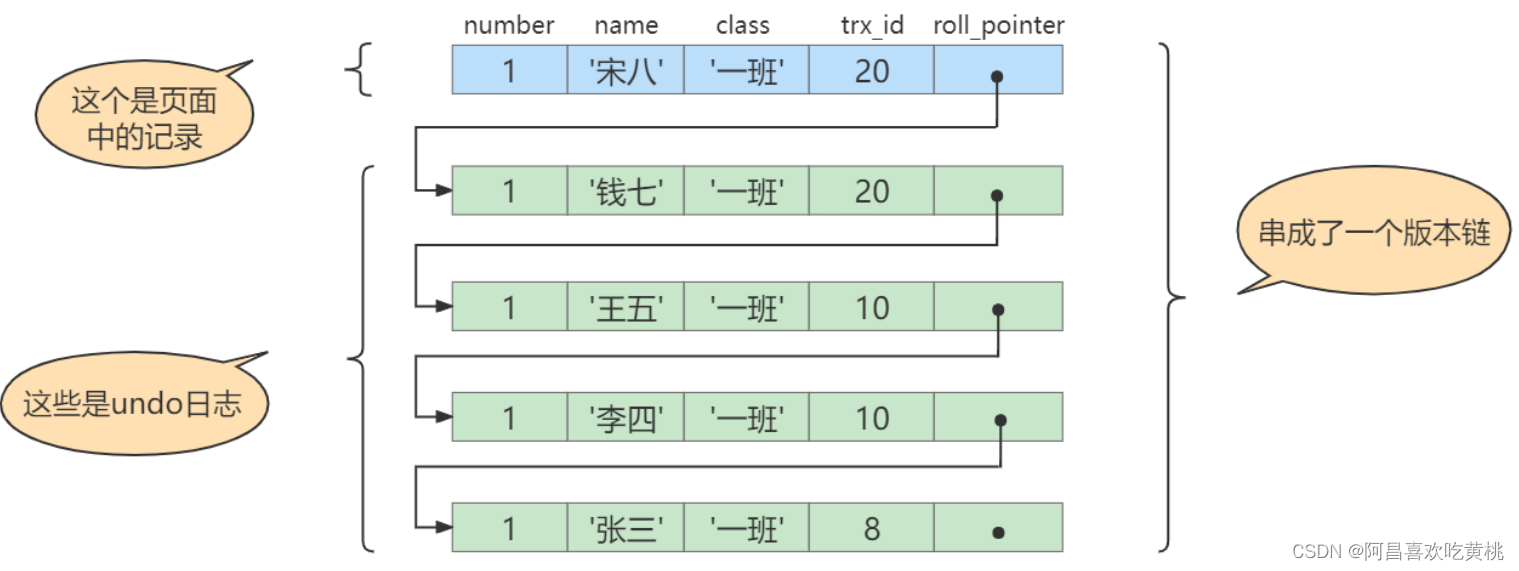 number name class trx_id roll_pointer
1 '宋八' '一班' 20
这个是页面
中的记录
1 '钱七' '一班' 20
串成了一个版本链
1 '王五' '一班' 10
这些是undo日志
1 '李四' '一班' 10
1 '张三' '一班' 8
CSDN @阿昌喜欢吃黄桃